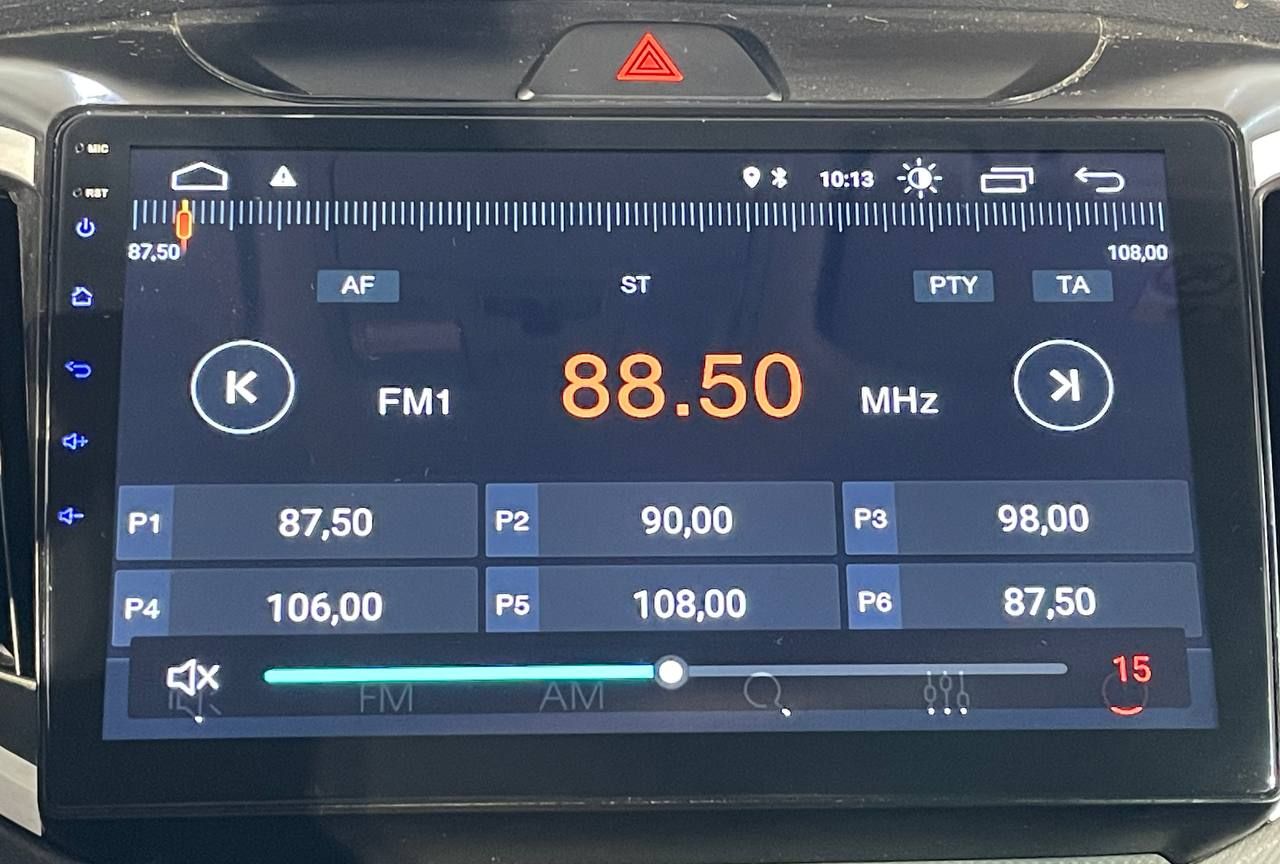 MIC
10:13
RST
87,50 108,00
AF ST PTY TA
FM1 88.50 MHz
P1 87,50 P2 90,00 P3 98,00
P4 106,00 P5 108,00 P6 87,50
15
FM AM